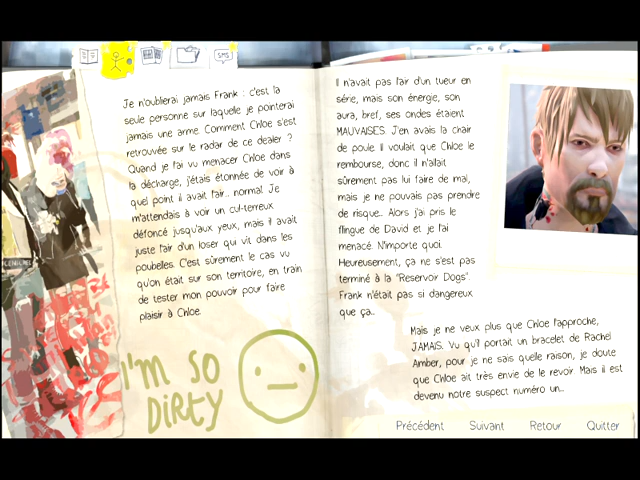 SMS
Je n'oublierai jamais Frank : c'est la
seule personne sur laquelle je pointerai
jamais une arme. Comment Chloe s'est
retrouvée sur le radar de ce dealer ?
Quand je l'ai vu menacer Chloe dans
la décharge, j'étais étonnée de voir à
quel point il avait l'air... normal. Je
m'attendais à voir un cul-terreux
défoncé jusqu'aux yeux, mais il avait
juste l'air d'un loser qui vit dans les
poubelles. C'est sûrement le cas vu
qu'on était sur son territoire, en train
de tester mon pouvoir pour faire
plaisir à Chloe.
I'M SO
DiRTY
Il n'avait pas l'air d'un tueur en
série, mais son énergie, son
aura, bref, ses ondes étaient
MAUVAISES. J'en avais la chair
de poule. Il voulait que Chloe le
rembourse, donc il n'allait
sûrement pas lui faire de mal,
mais je ne pouvais pas prendre
de risque... Alors j'ai pris le
flingue de David et je l'ai
menacé. N'importe quoi.
Heureusement, ça ne s'est pas
terminé à la "Reservoir Dogs".
Frank n'était pas si dangereux
que ça...
Mais je ne veux plus que Chloe l'approche,
JAMAIS. Vu qu'il portait un bracelet de Rachel
Amber, pour je ne sais quelle raison, je doute
que Chloe ait très envie de le revoir. Mais il est
devenu notre suspect numéro un...
Précédent Suivant Retour Quitter